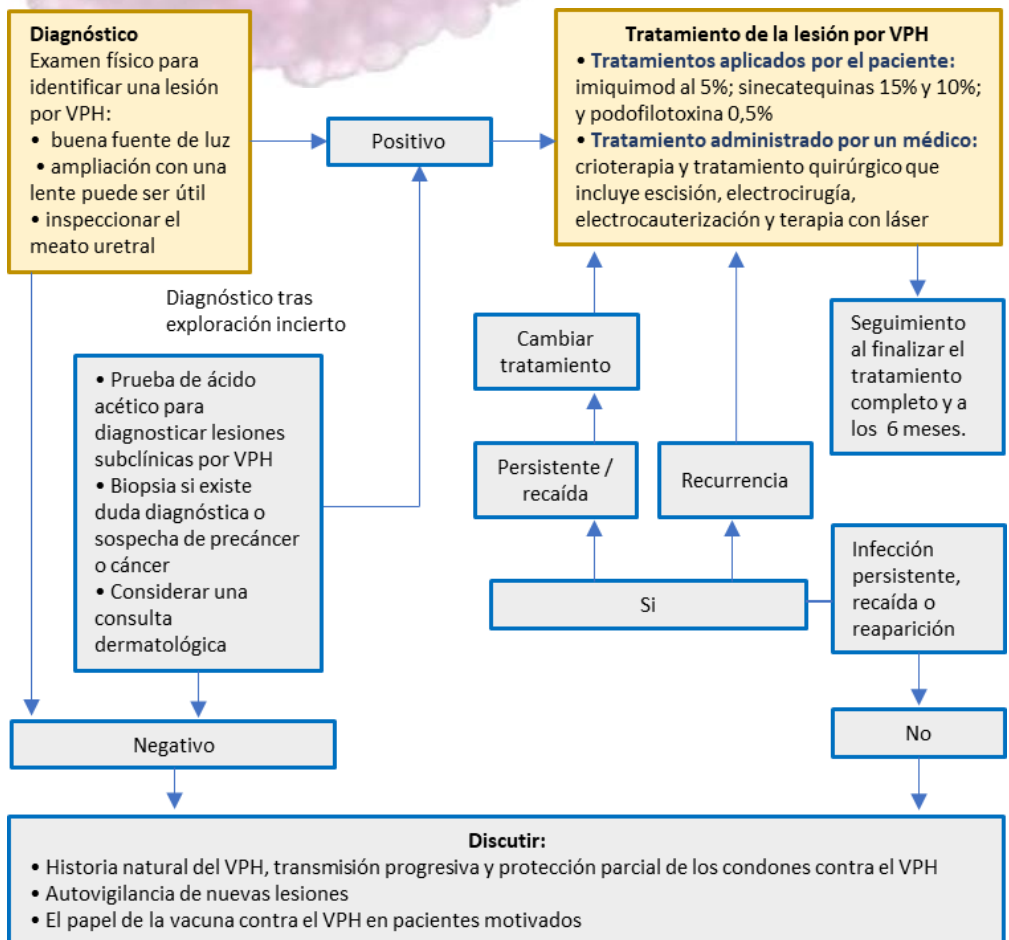 Diagnóstico
Examen físico para
identificar una lesión
por VPH:
• buena fuente de luz
• ampliación con una
lente puede ser útil
• inspeccionar el
meato uretral
Positivo
Tratamiento de la lesión por VPH
• Tratamientos aplicados por el paciente:
imiquimod al 5%; sinecatequinas 15% y 10%;
y podofilotoxina 0,5%
• Tratamiento administrado por un médico:
crioterapia y tratamiento quirúrgico que
incluye escisión, electrocirugía,
electrocauterización y terapia con láser
Diagnóstico tras
exploración incierto
• Prueba de ácido
acético para
diagnosticar lesiones
subclínicas por VPH
• Biopsia si existe
duda diagnóstica o
sospecha de precáncer
o cáncer
• Considerar una
consulta
dermatológica
Cambiar
tratamiento
Seguimiento
al finalizar el
tratamiento
completo y a
los 6 meses.
Persistente /
recaída
Recurrencia
Si
Infección
persistente,
recaída o
reaparición
Negativo
No
Discutir:
• Historia natural del VPH, transmisión progresiva y protección parcial de los condones contra el VPH
• Autovigilancia de nuevas lesiones
• El papel de la vacuna contra el VPH en pacientes motivados